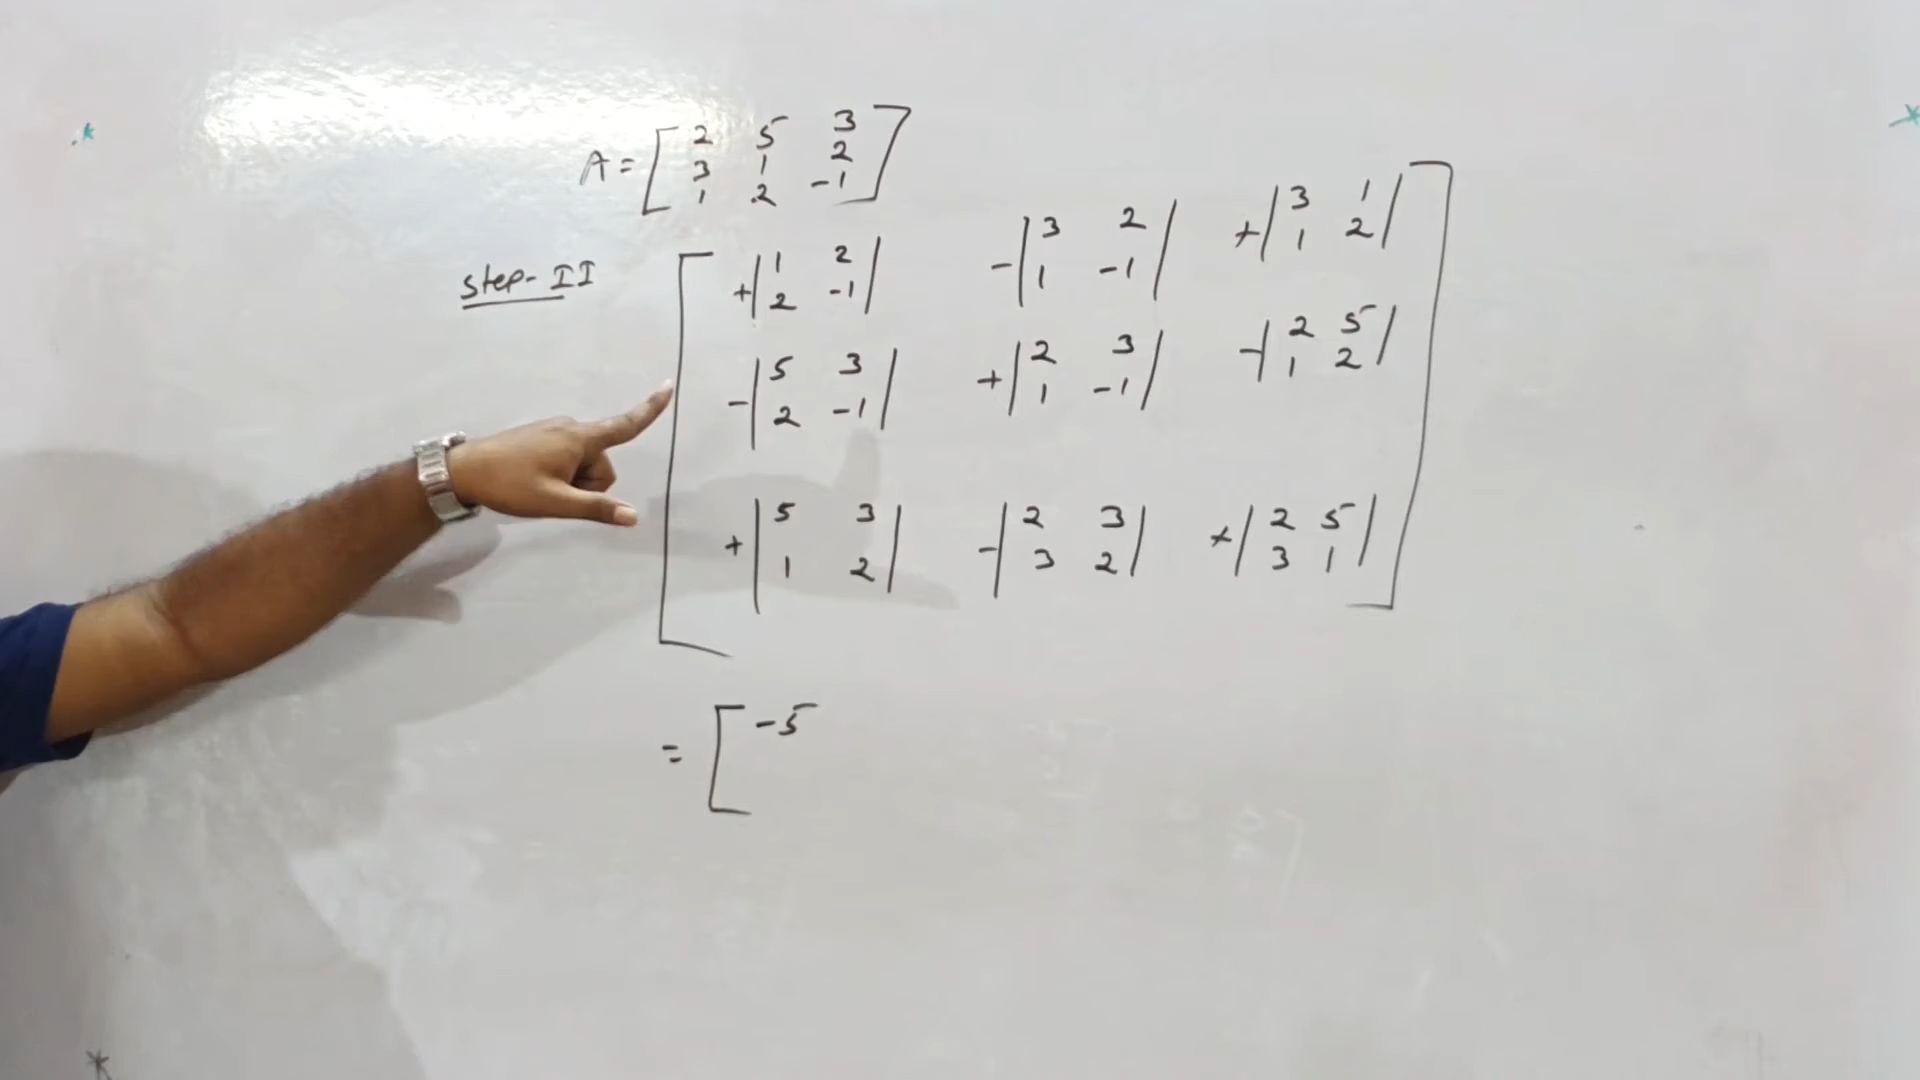 A = [ 2 5 3
3 1 2
1 2 -1 ]
step-II
[ +| 1 2 | -| 3 2 | +| 3 1 |
| 2 -1 | | 1 -1 | | 1 2 |
-| 5 3 | +| 2 3 | -| 2 5 |
| 2 -1 | | 1 -1 | | 1 2 |
+| 5 3 | -| 2 3 | +| 2 5 |
| 1 2 | | 3 2 | | 3 1 | ]
= [ -5